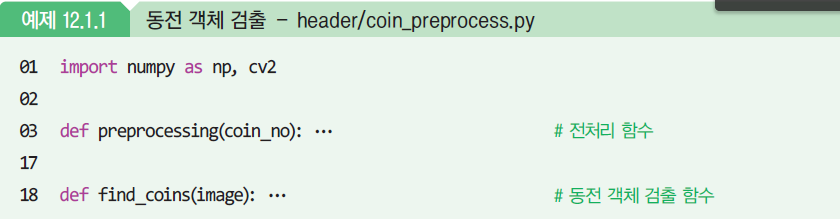 예제 12.1.1 동전 객체 검출 - header/coin_preprocess.py
01 import numpy as np, cv2
02
03 def preprocessing(coin_no): ⋯ # 전처리 함수
17
18 def find_coins(image): ⋯ # 동전 객체 검출 함수